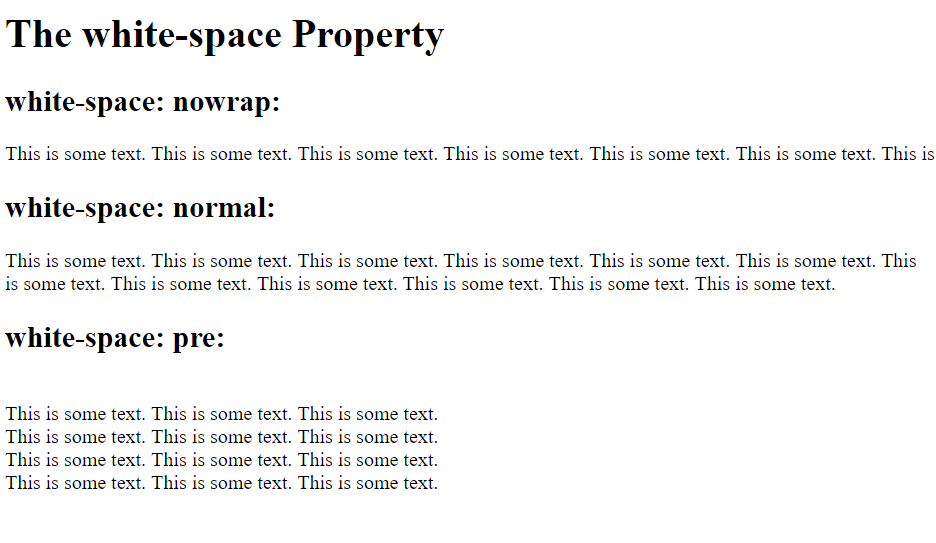 The white-space Property
white-space: nowrap:
This is some text. This is some text. This is some text. This is some text. This is some text. This is some text. This is
white-space: normal:
This is some text. This is some text. This is some text. This is some text. This is some text. This is some text. This
is some text. This is some text. This is some text. This is some text. This is some text. This is some text.
white-space: pre:
This is some text. This is some text. This is some text.
This is some text. This is some text. This is some text.
This is some text. This is some text. This is some text.
This is some text. This is some text. This is some text.